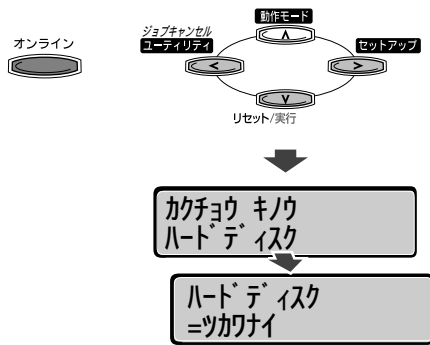 動作モード
ジョブキャンセル
オンライン
ユーティリティ
セットアップ
<
∧
>
∨
リセット/実行
カクチョウ キノウ
ハードディスク
ハードディスク
=ツカワナイ